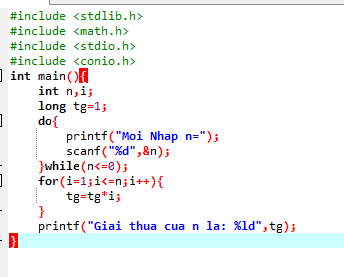 #include <stdlib.h>
#include <math.h>
#include <stdio.h>
#include <conio.h>
int main(){
    int n,i;
    long tg=1;
    do{
        printf("Moi Nhap n=");
        scanf("%d",&n);
    }while(n<=0);
    for(i=1;i<=n;i++){
        tg=tg*i;
    }
    printf("Giai thua cua n la: %ld",tg);
}